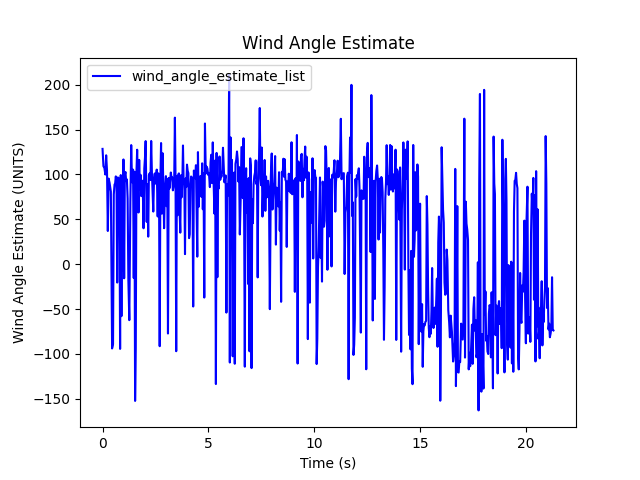 Wind Angle Estimate
wind_angle_estimate_list
Wind Angle Estimate (UNITS)
200
150
100
50
0
−50
−100
−150
0 5 10 15 20
Time (s)